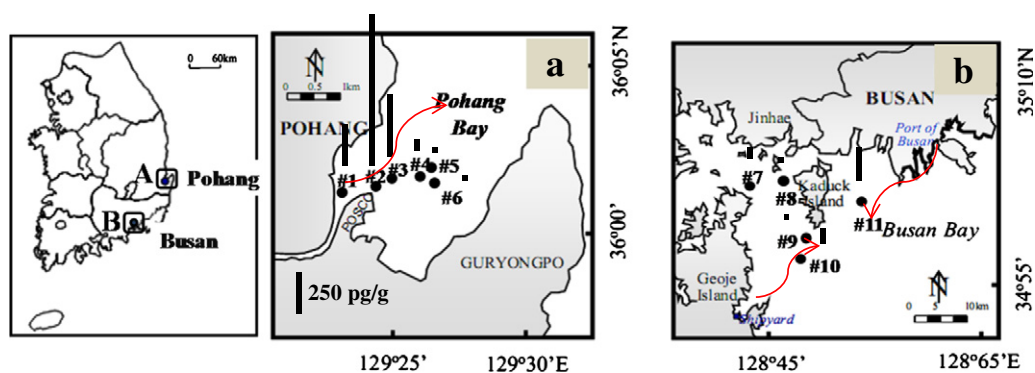 0 60km
A
Pohang
B
Busan
a
N
0 0.5 1km
POHANG
Pohang
Bay
#1
#2
#3
#4
#5
#6
POSCO
GURYONGPO
250 pg/g
36°05’N
36°00’
129°25’
129°30’E
b
BUSAN
Jinhae
Port of
Busan
#7
#8
Kaduck
Island
#11
Busan Bay
#9
#10
Geoje
Island
Shipyard
N
0 5 10km
35°10’N
34°55’
128°45’
128°65’E